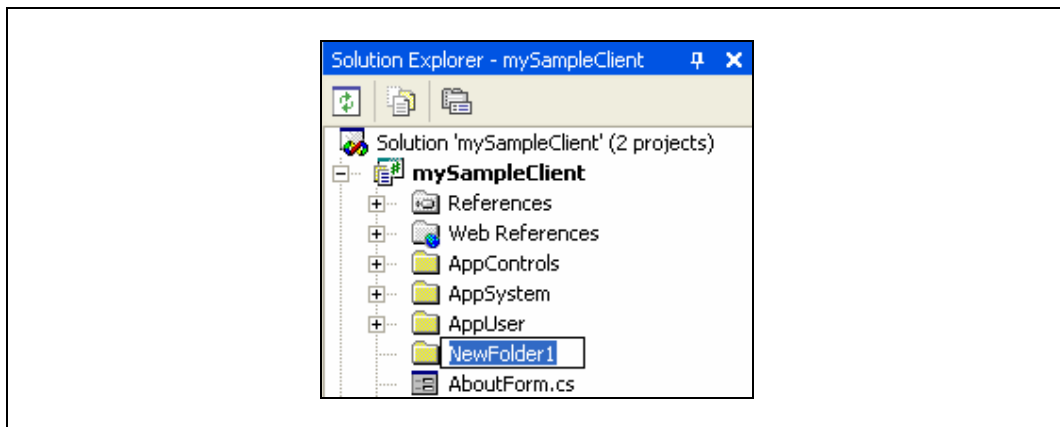 Solution Explorer - mySampleClient
Solution 'mySampleClient' (2 projects)
mySampleClient
References
Web References
AppControls
AppSystem
AppUser
NewFolder1
AboutForm.cs